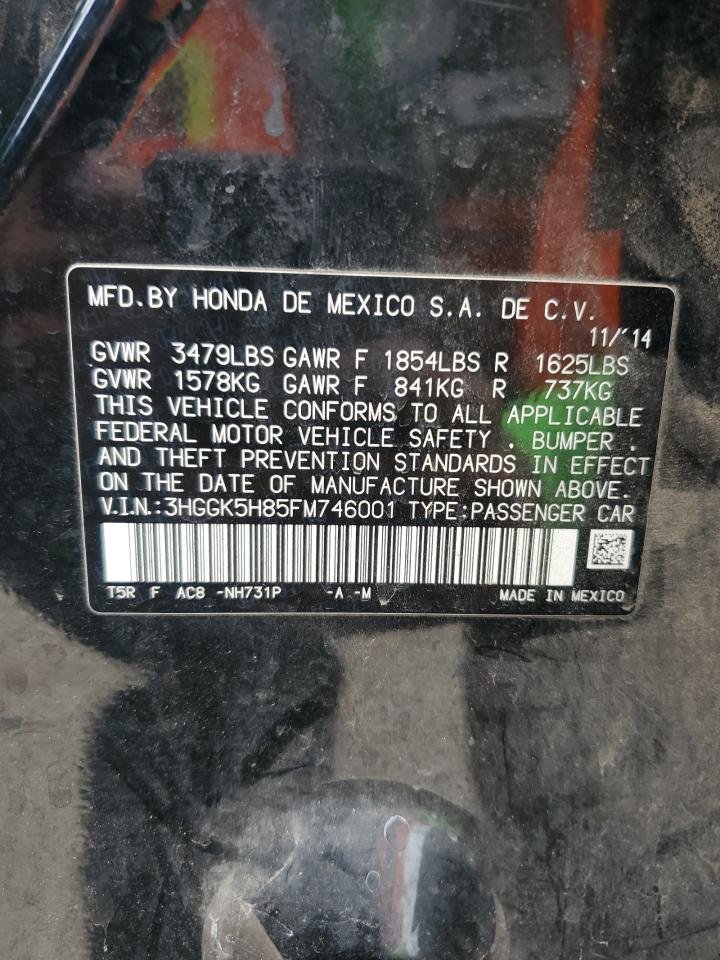 MFD.BY HONDA DE MEXICO S.A. DE C.V.
11/'14
GVWR 3479LBS GAWR F 1854LBS R 1625LBS
GVWR 1578KG GAWR F 841KG R 737KG
THIS VEHICLE CONFORMS TO ALL APPLICABLE
FEDERAL MOTOR VEHICLE SAFETY , BUMPER ,
AND THEFT PREVENTION STANDARDS IN EFFECT
ON THE DATE OF MANUFACTURE SHOWN ABOVE.
V.I.N.:3HGGK5H85FM746001 TYPE:PASSENGER CAR
T5R F AC8 -NH731P -A -M MADE IN MEXICO